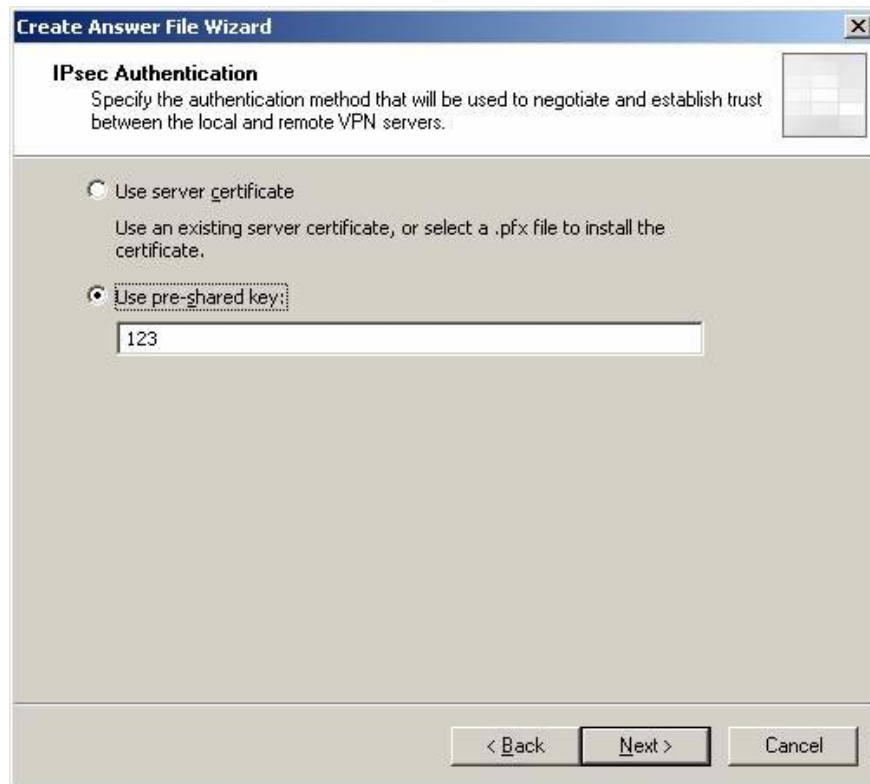 Create Answer File Wizard
IPsec Authentication
Specify the authentication method that will be used to negotiate and establish trust
between the local and remote VPN servers.
Use server certificate
Use an existing server certificate, or select a .pfx file to install the
certificate.
Use pre-shared key:
123
< Back
Next >
Cancel